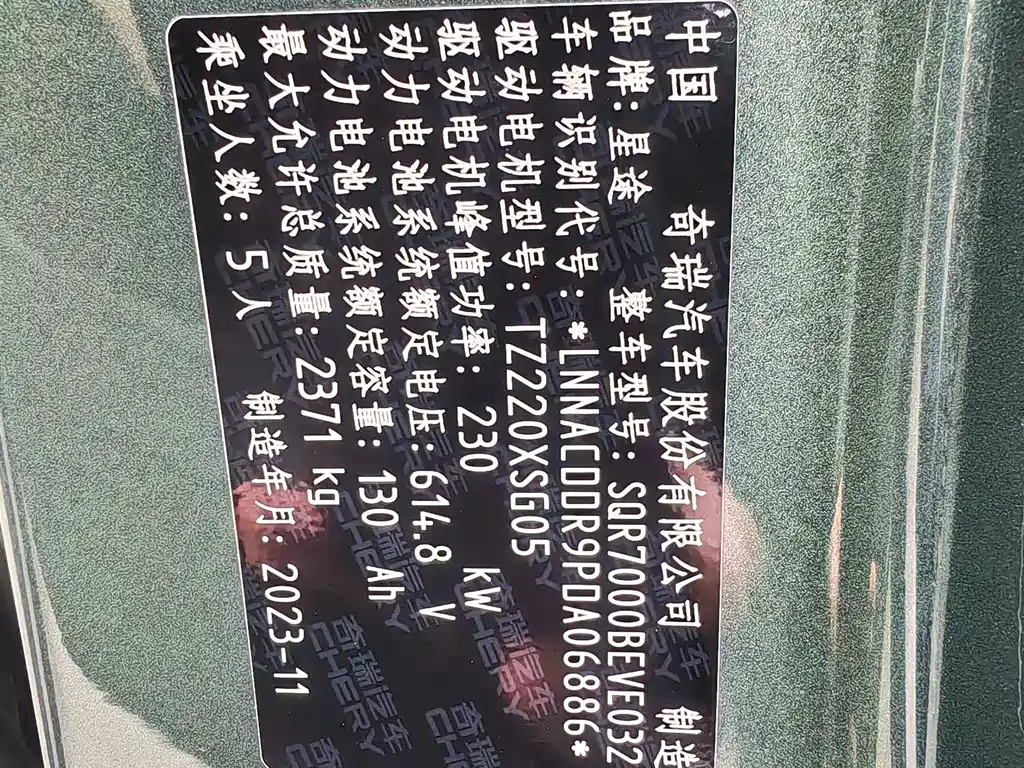 中国 奇瑞汽车股份有限公司 制造
品牌: 星途 整车型号: SQR7000BEVE032
车辆识别代号: *LNNACDDR9PDA06886*
驱动电机型号: TZ220XSG05
驱动电机峰值功率: 230 kW
动力电池系统额定电压: 614.8 V
动力电池系统额定容量: 130 Ah
最大允许总质量: 2371 kg
乘坐人数: 5人 制造年月: 2023-11